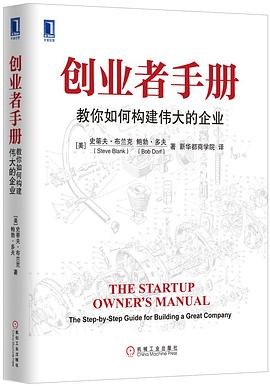 创业者手册
教你如何构建伟大的企业
[美] 史蒂夫·布兰克 鲍勃·多夫 著 新华都商学院 译
(Steve Blank) (Bob Dorf)
THE STARTUP
OWNER'S MANUAL
The Step-by-Step Guide for Building a Great Company
机械工业出版社
China Machine Press
创业者手册
教你如何构建
伟大的企业
[美]史蒂夫·布兰克
鲍勃·多夫
著
机械工业出版社